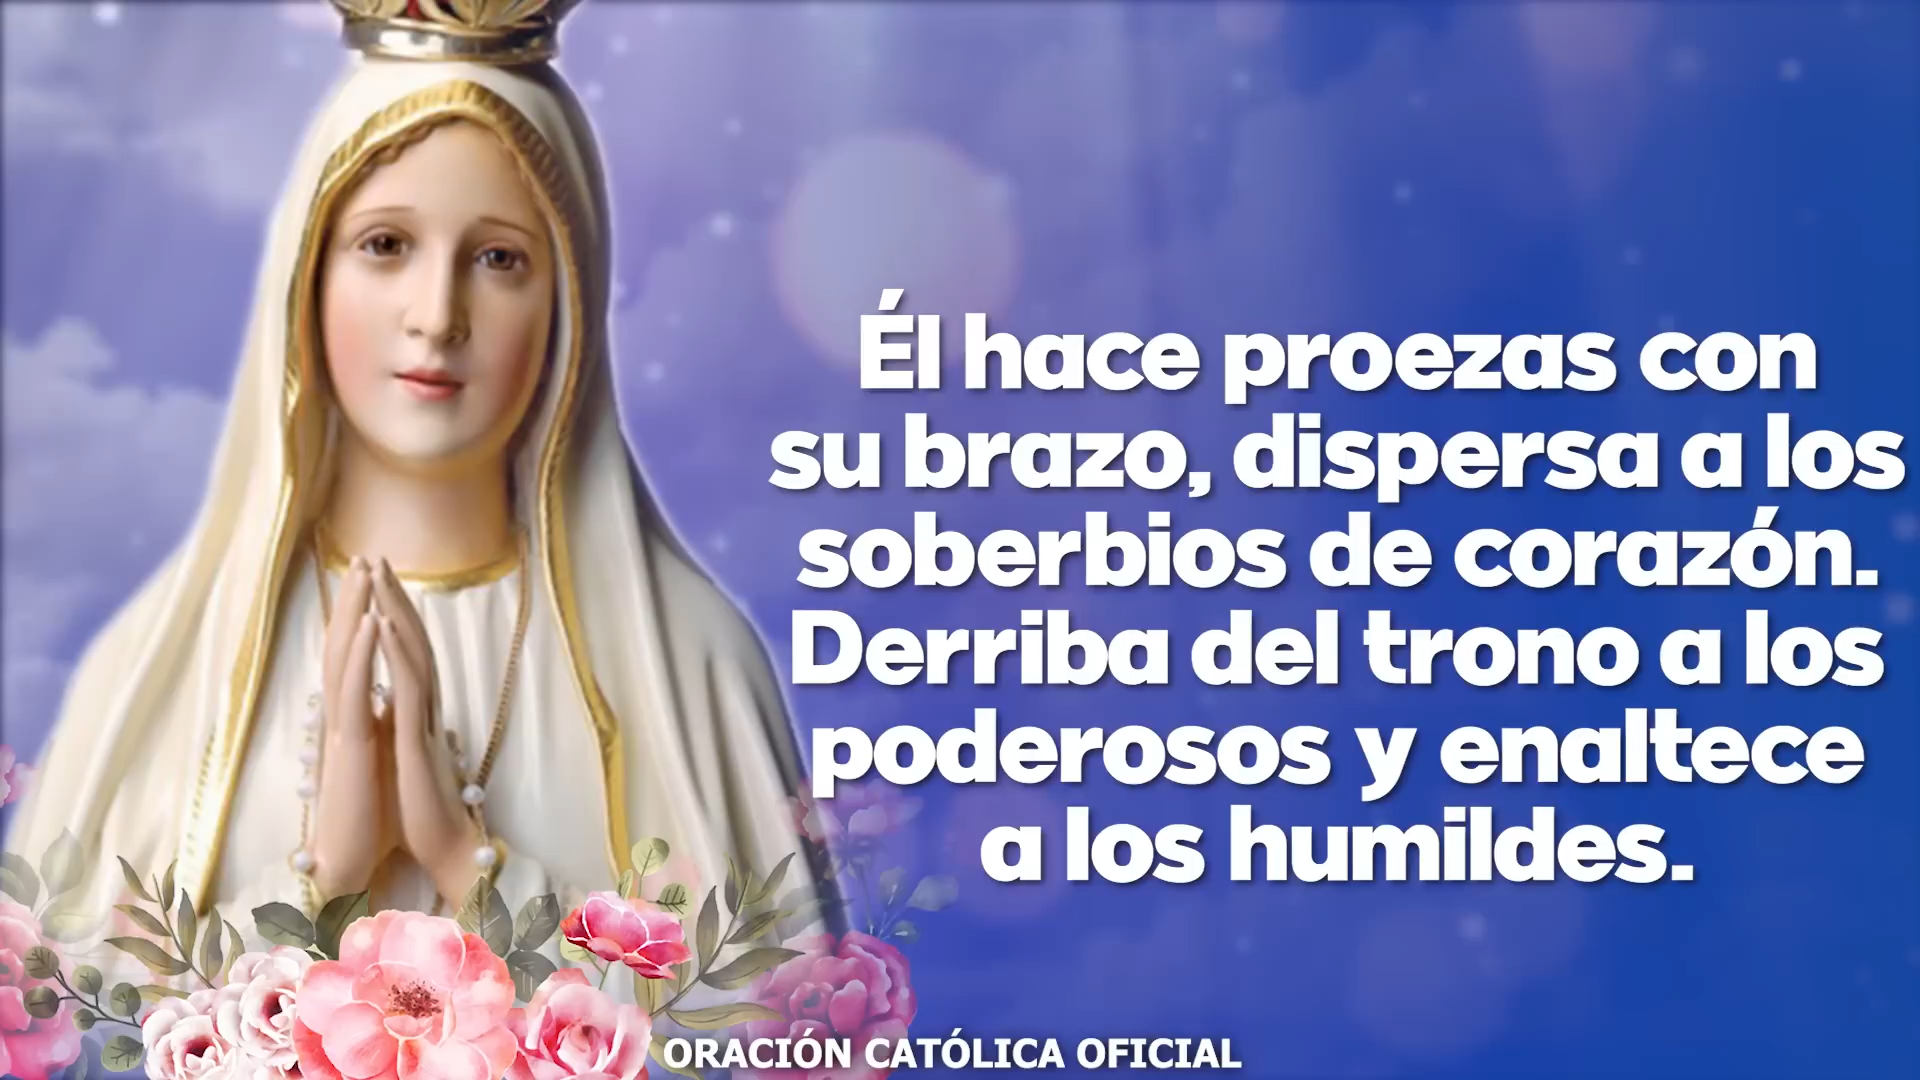 Él hace proezas con
su brazo, dispersa a los
soberbios de corazón.
Derriba del trono a los
poderosos y enaltece
a los humildes.
ORACIÓN CATÓLICA OFICIAL